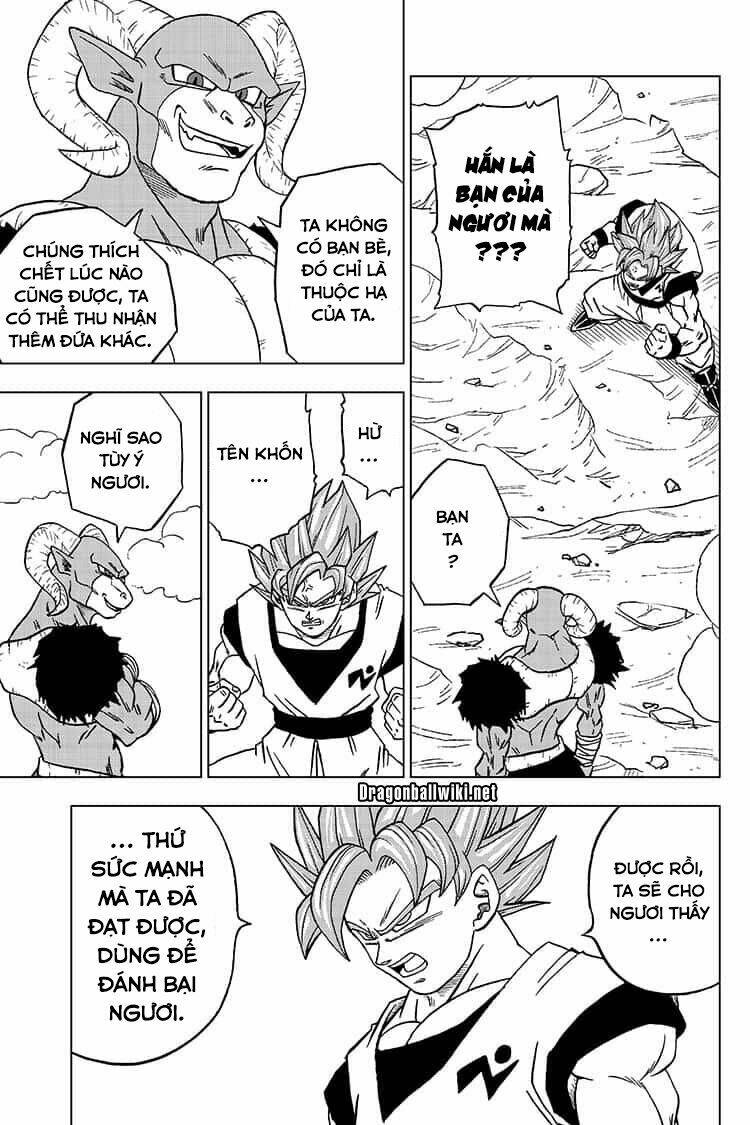 HẮN LÀ
BẠN CỦA
NGƯƠI MÀ
???
BẠN
TA
?
TA KHÔNG
CÓ BẠN BÈ,
ĐÓ CHỈ LÀ
THUỘC HẠ
CỦA TA.
CHÚNG THÍCH
CHẾT LÚC NÀO
CŨNG ĐƯỢC, TA
CÓ THỂ THU NHẬN
THÊM ĐỨA KHÁC.
HỪ
...
TÊN KHỐN
...
NGHĨ SAO
TÙY Ý
NGƯƠI.
Dragonballwiki.net
ĐƯỢC RỒI,
TA SẼ CHO
NGƯƠI THẤY
...
... THỨ
SỨC MẠNH
MÀ TA ĐÃ
ĐẠT ĐƯỢC,
DÙNG ĐỂ
ĐÁNH BẠI
NGƯƠI.